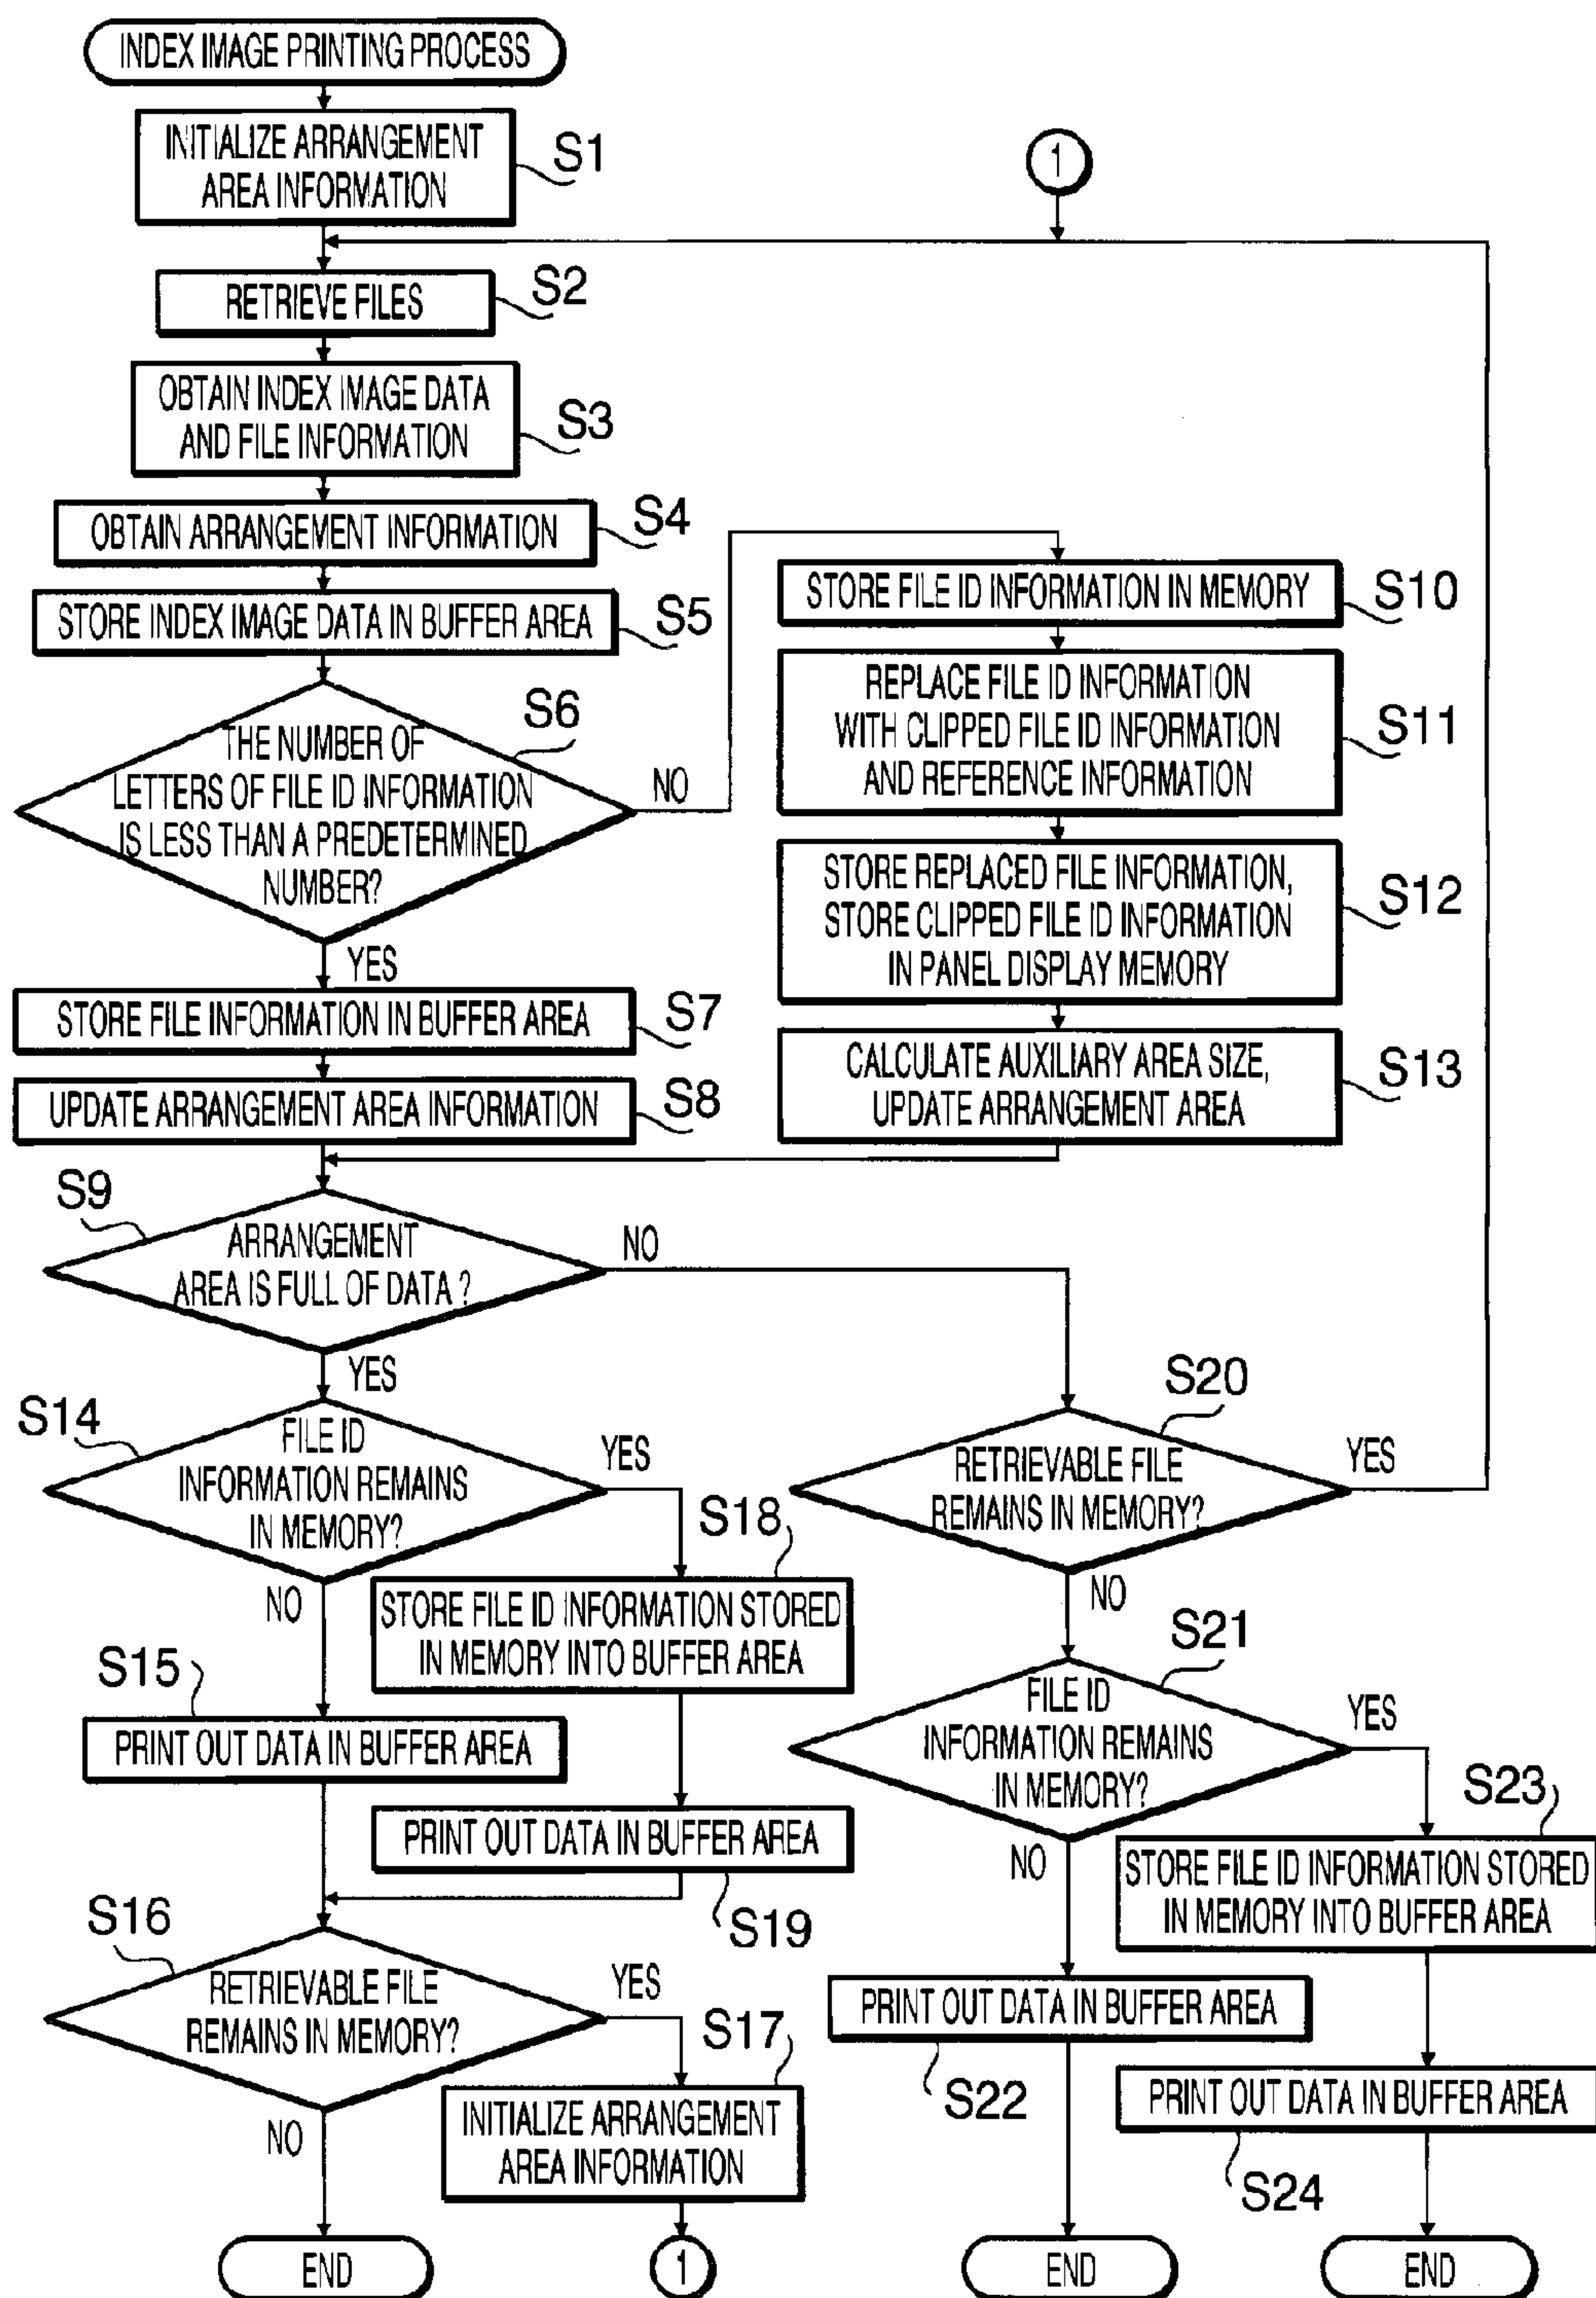 INDEX IMAGE PRINTING PROCESS
INITIALIZE ARRANGEMENT
AREA INFORMATION
S1
1
RETRIEVE FILES
S2
OBTAIN INDEX IMAGE DATA
AND FILE INFORMATION
S3
OBTAIN ARRANGEMENT INFORMATION
S4
STORE INDEX IMAGE DATA IN BUFFER AREA
S5
THE NUMBER OF
LETTERS OF FILE ID INFORMATION
IS LESS THAN A PREDETERMINED
NUMBER?
S6
NO
YES
STORE FILE INFORMATION IN BUFFER AREA
S7
UPDATE ARRANGEMENT AREA INFORMATION
S8
STORE FILE ID INFORMATION IN MEMORY
S10
REPLACE FILE ID INFORMATION
WITH CLIPPED FILE ID INFORMATION
AND REFERENCE INFORMATION
S11
STORE REPLACED FILE INFORMATION,
STORE CLIPPED FILE ID INFORMATION
IN PANEL DISPLAY MEMORY
S12
CALCULATE AUXILIARY AREA SIZE,
UPDATE ARRANGEMENT AREA
S13
S9
ARRANGEMENT
AREA IS FULL OF DATA ?
NO
YES
S14
FILE ID
INFORMATION REMAINS
IN MEMORY?
YES
NO
S18
STORE FILE ID INFORMATION STORED
IN MEMORY INTO BUFFER AREA
S15
PRINT OUT DATA IN BUFFER AREA
PRINT OUT DATA IN BUFFER AREA
S19
S16
RETRIEVABLE FILE
REMAINS IN MEMORY?
YES
NO
S17
INITIALIZE ARRANGEMENT
AREA INFORMATION
END
1
S20
RETRIEVABLE FILE
REMAINS IN MEMORY?
YES
NO
S21
FILE ID
INFORMATION REMAINS
IN MEMORY?
YES
NO
S23
STORE FILE ID INFORMATION STORED
IN MEMORY INTO BUFFER AREA
PRINT OUT DATA IN BUFFER AREA
S22
PRINT OUT DATA IN BUFFER AREA
S24
END
END